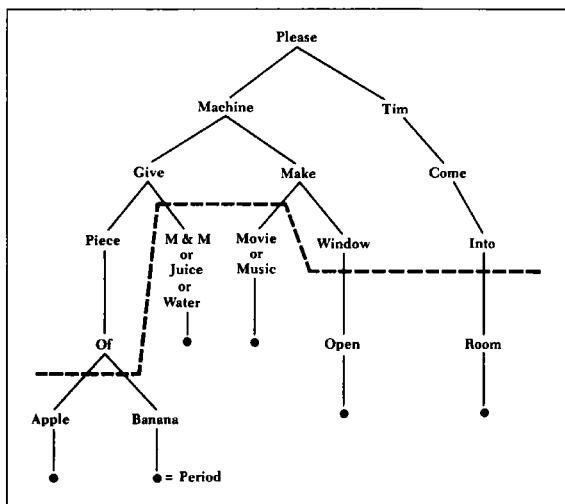 Please
Machine
Tim
Give
Make
Come
Piece
M & M
or
Juice
or
Water
Movie
or
Music
Window
Into
Of
Open
Room
Apple
Banana
= Period